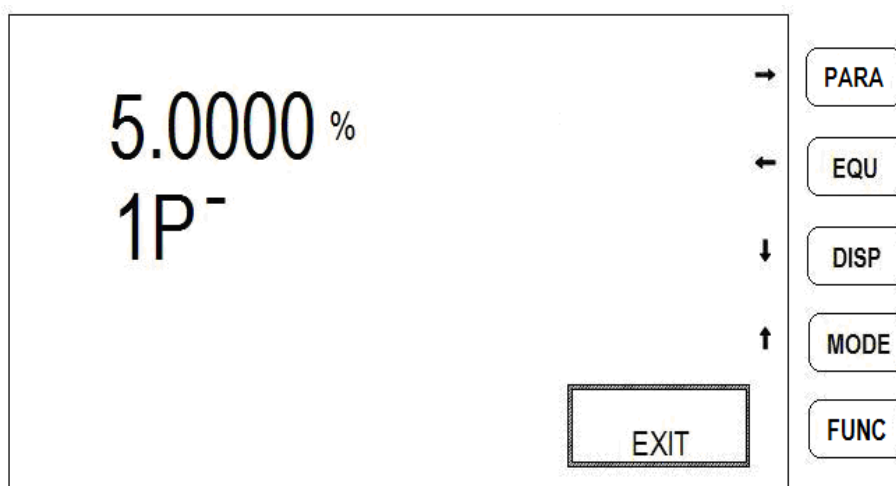 5.0000 %
1P-
→ PARA
← EQU
↓ DISP
↑ MODE
EXIT
FUNC